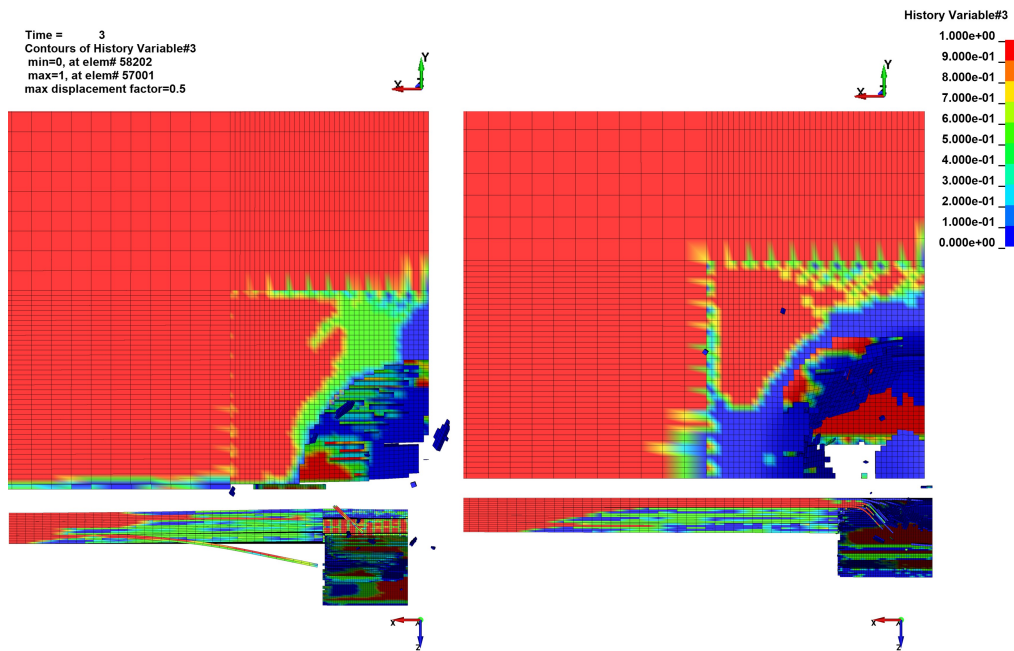 History Variable#3
Time = 3
Contours of History Variable#3
min=0, at elem# 58202
max=1, at elem# 57001
max displacement factor=0.5
1.000e+00
9.000e-01
8.000e-01
7.000e-01
6.000e-01
5.000e-01
4.000e-01
3.000e-01
2.000e-01
1.000e-01
0.000e+00
Y
X
Z
Y
X
Z
X
Z
X
Z